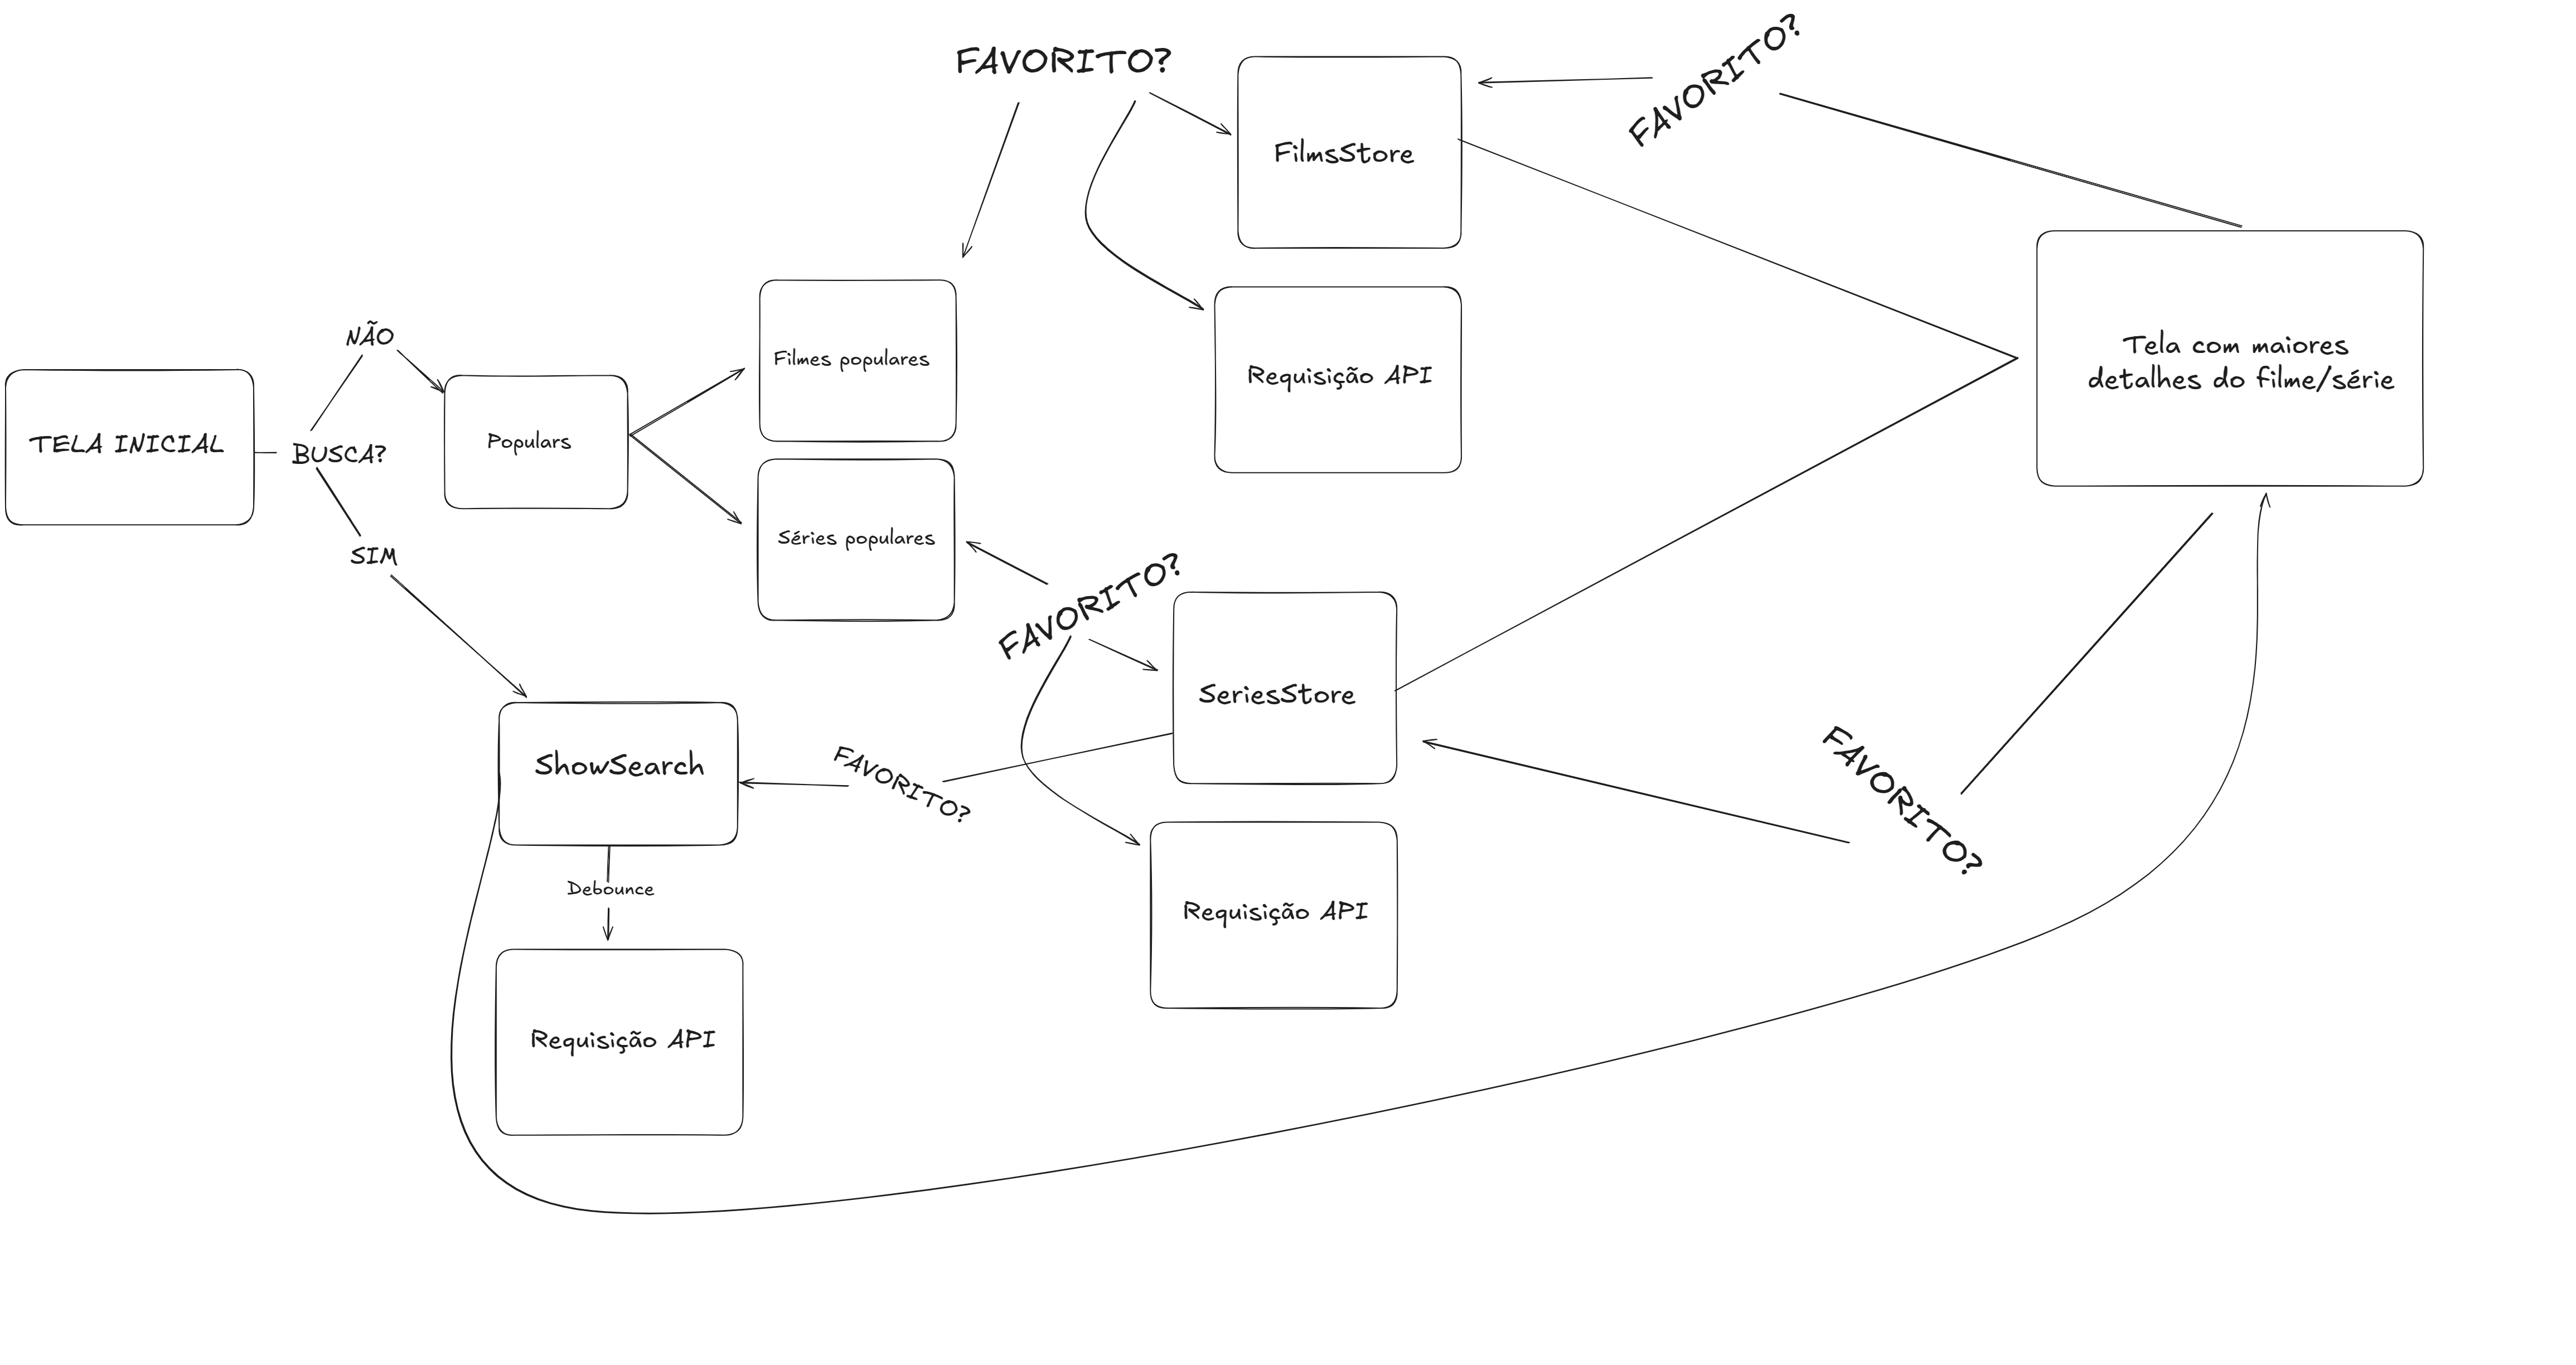 FAVORITO?
FAVORITO?
FilmsStore
NÃO
Filmes populares
Requisição API
Tela com maiores
detalhes do filme/série
TELA INICIAL
BUSCA?
Populars
SIM
Séries populares
FAVORITO?
SeriesStore
ShowSearch
FAVORITO?
FAVORITO?
Debounce
Requisição API
Requisição API